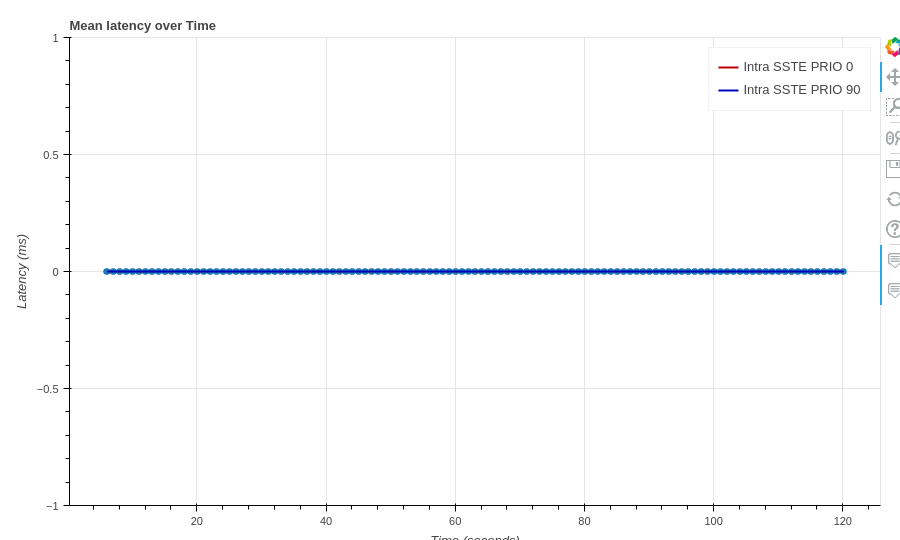 Mean latency over Time
Intra SSTE PRIO 0
Intra SSTE PRIO 90
1
0.5
0
−0.5
−1
Latency (ms)
20
40
60
80
100
120
Time (seconds)